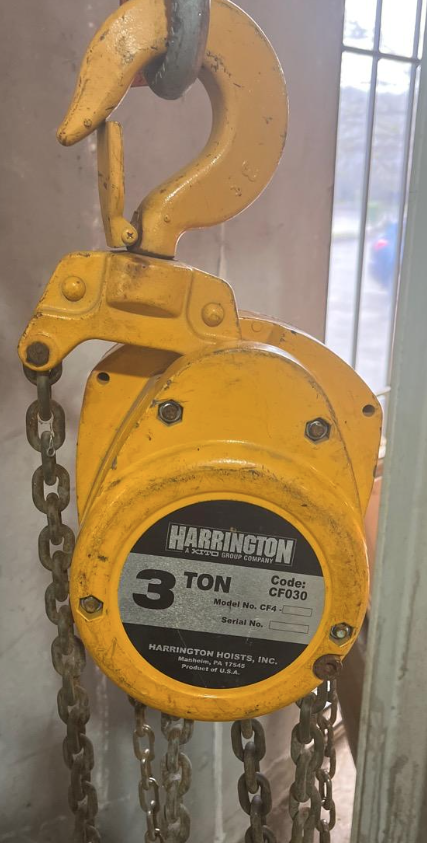 HARRINGTON
A KITO GROUP COMPANY
3 TON
Code:
CF030
Model No. CF4 -
Serial No.
HARRINGTON HOISTS, INC.
Manheim, PA 17545
Product of U.S.A.